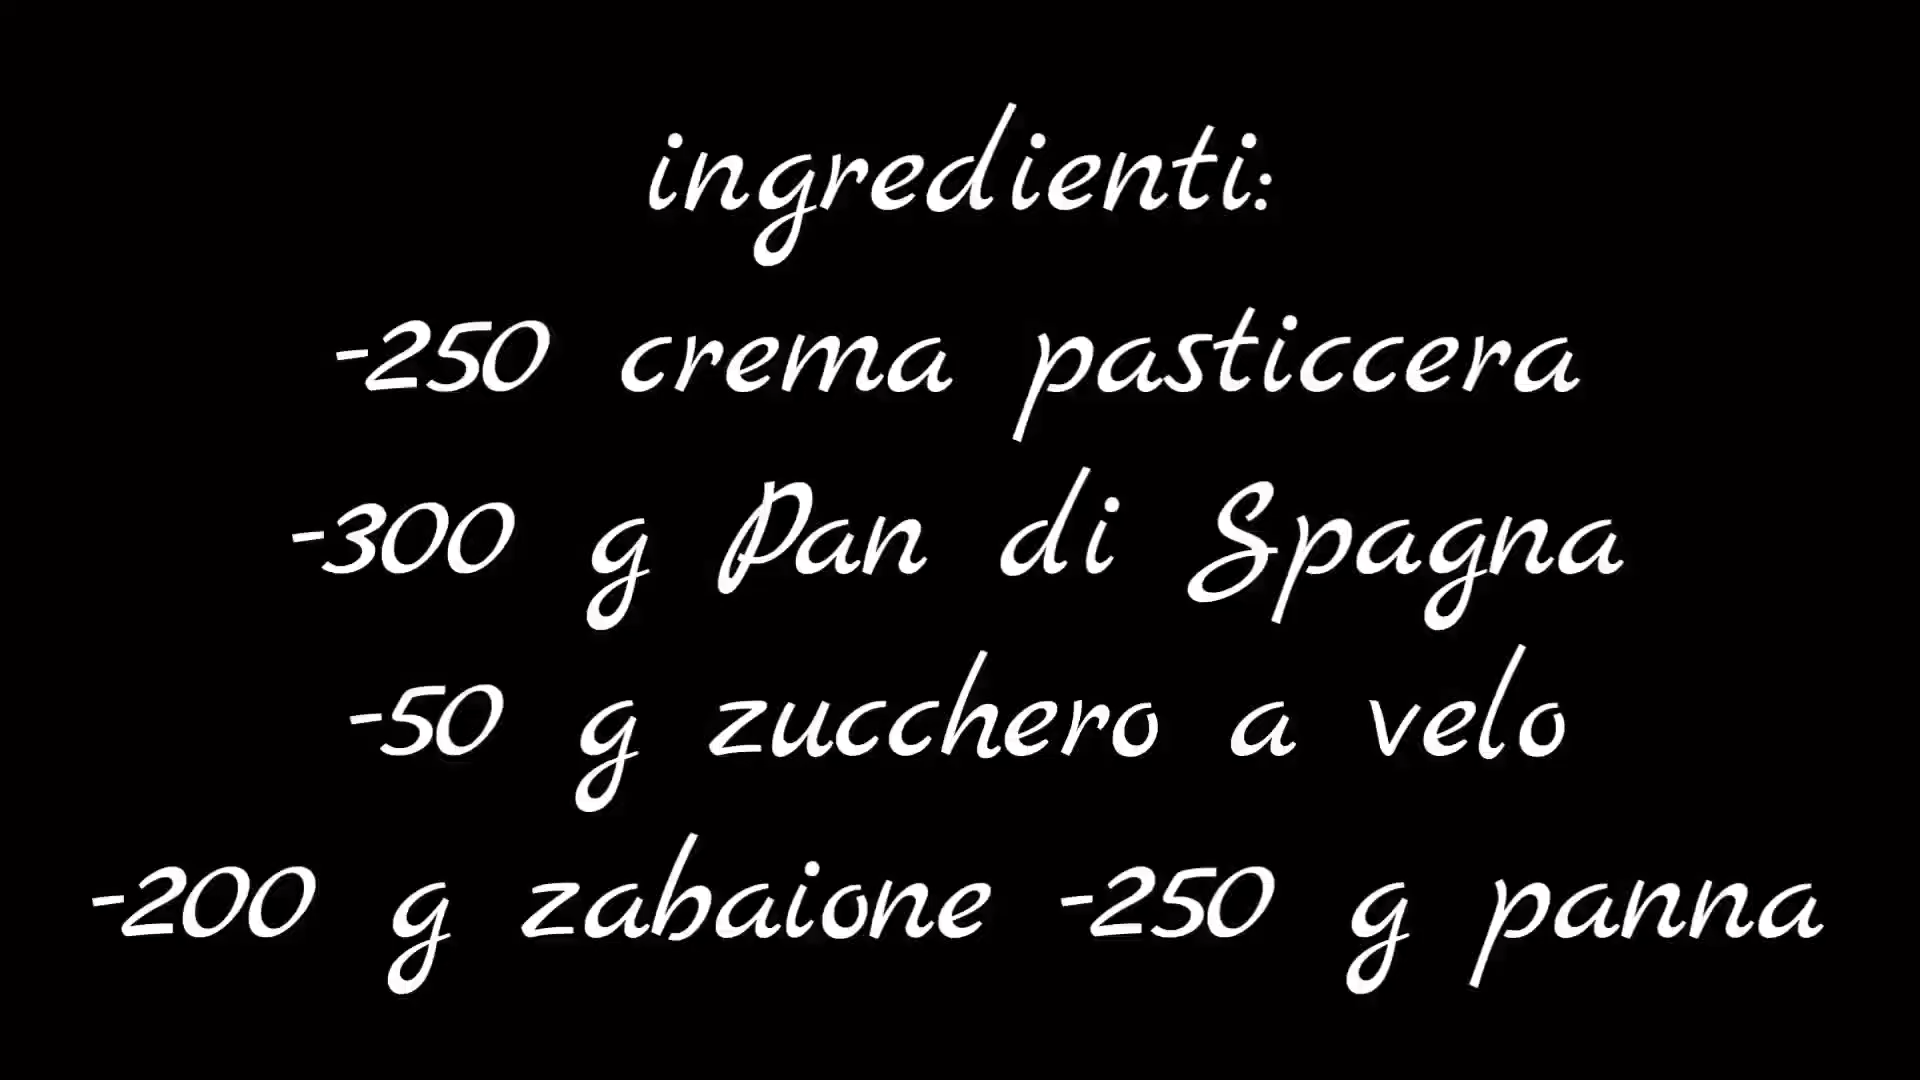 ingredienti:
-250 crema pasticcera
-300 g Pan di Spagna
-50 g zucchero a velo
-200 g zabaione -250 g panna